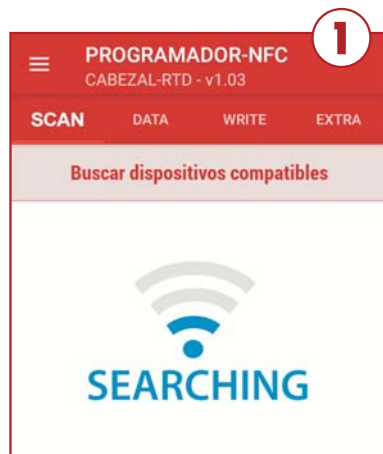 1
PROGRAMADOR-NFC
CABEZAL-RTD - v1.03
SCAN DATA WRITE EXTRA
Buscar dispositivos compatibles
SEARCHING